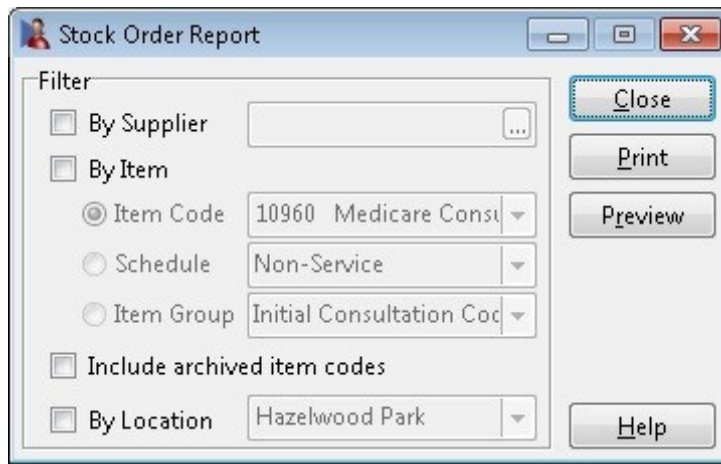 Stock Order Report
Filter
By Supplier ...
By Item
Item Code 10960 Medicare Consu
Schedule Non-Service
Item Group Initial Consultation Coc
Include archived item codes
By Location Hazelwood Park
Close
Print
Preview
Help